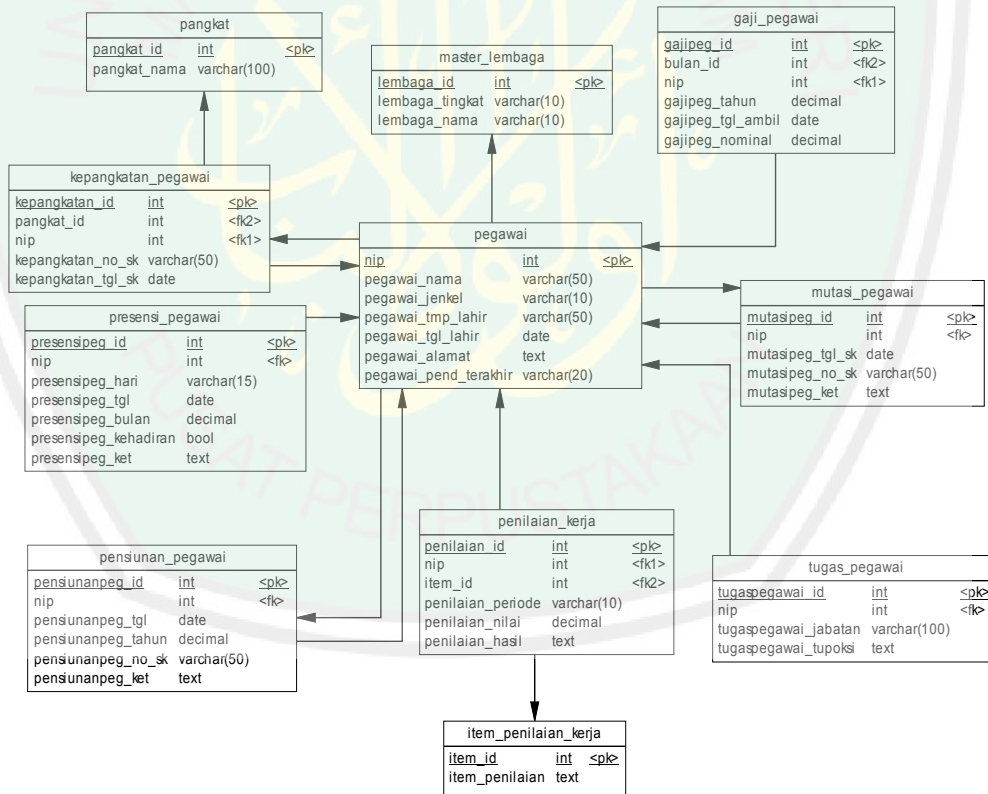 pangkat
pangkat_id int <pk>
pangkat_nama varchar(100)
master_lembaga
lembaga_id int <pk>
lembaga_tingkat varchar(10)
lembaga_nama varchar(10)
gaji_pegawai
gajipeg_id int <pk>
bulan_id int <fk2>
nip int <fk1>
gajipeg_tahun decimal
gajipeg_tgl_ambil date
gajipeg_nominal decimal
kepangkatan_pegawai
kepangkatan_id int <pk>
pangkat_id int <fk2>
nip int <fk1>
kepangkatan_no_sk varchar(50)
kepangkatan_tgl_sk date
pegawai
nip int <pk>
pegawai_nama varchar(50)
pegawai_jenkel varchar(10)
pegawai_tmp_lahir varchar(50)
pegawai_tgl_lahir date
pegawai_alamat text
pegawai_pend_terakhir varchar(20)
mutasi_pegawai
mutasipeg_id int <pk>
nip int <fk>
mutasipeg_tgl_sk date
mutasipeg_no_sk varchar(50)
mutasipeg_ket text
presensi_pegawai
presensipeg_id int <pk>
nip int <fk>
presensipeg_hari varchar(15)
presensipeg_tgl date
presensipeg_bulan decimal
presensipeg_kehadiran bool
presensipeg_ket text
pensiunan_pegawai
pensiunanpeg_id int <pk>
nip int <fk>
pensiunanpeg_tgl date
pensiunanpeg_tahun decimal
pensiunanpeg_no_sk varchar(50)
pensiunanpeg_ket text
penilaian_kerja
penilaian_id int <pk>
nip int <fk1>
item_id int <fk2>
penilaian_periode varchar(10)
penilaian_nilai decimal
penilaian_hasil text
tugas_pegawai
tugaspegawai_id int <pk>
nip int <fk>
tugaspegawai_jabatan varchar(100)
tugaspegawai_tupoksi text
item_penilaian_kerja
item_id int <pk>
item_penilaian text
PUSAT PERPUSTAKAAN